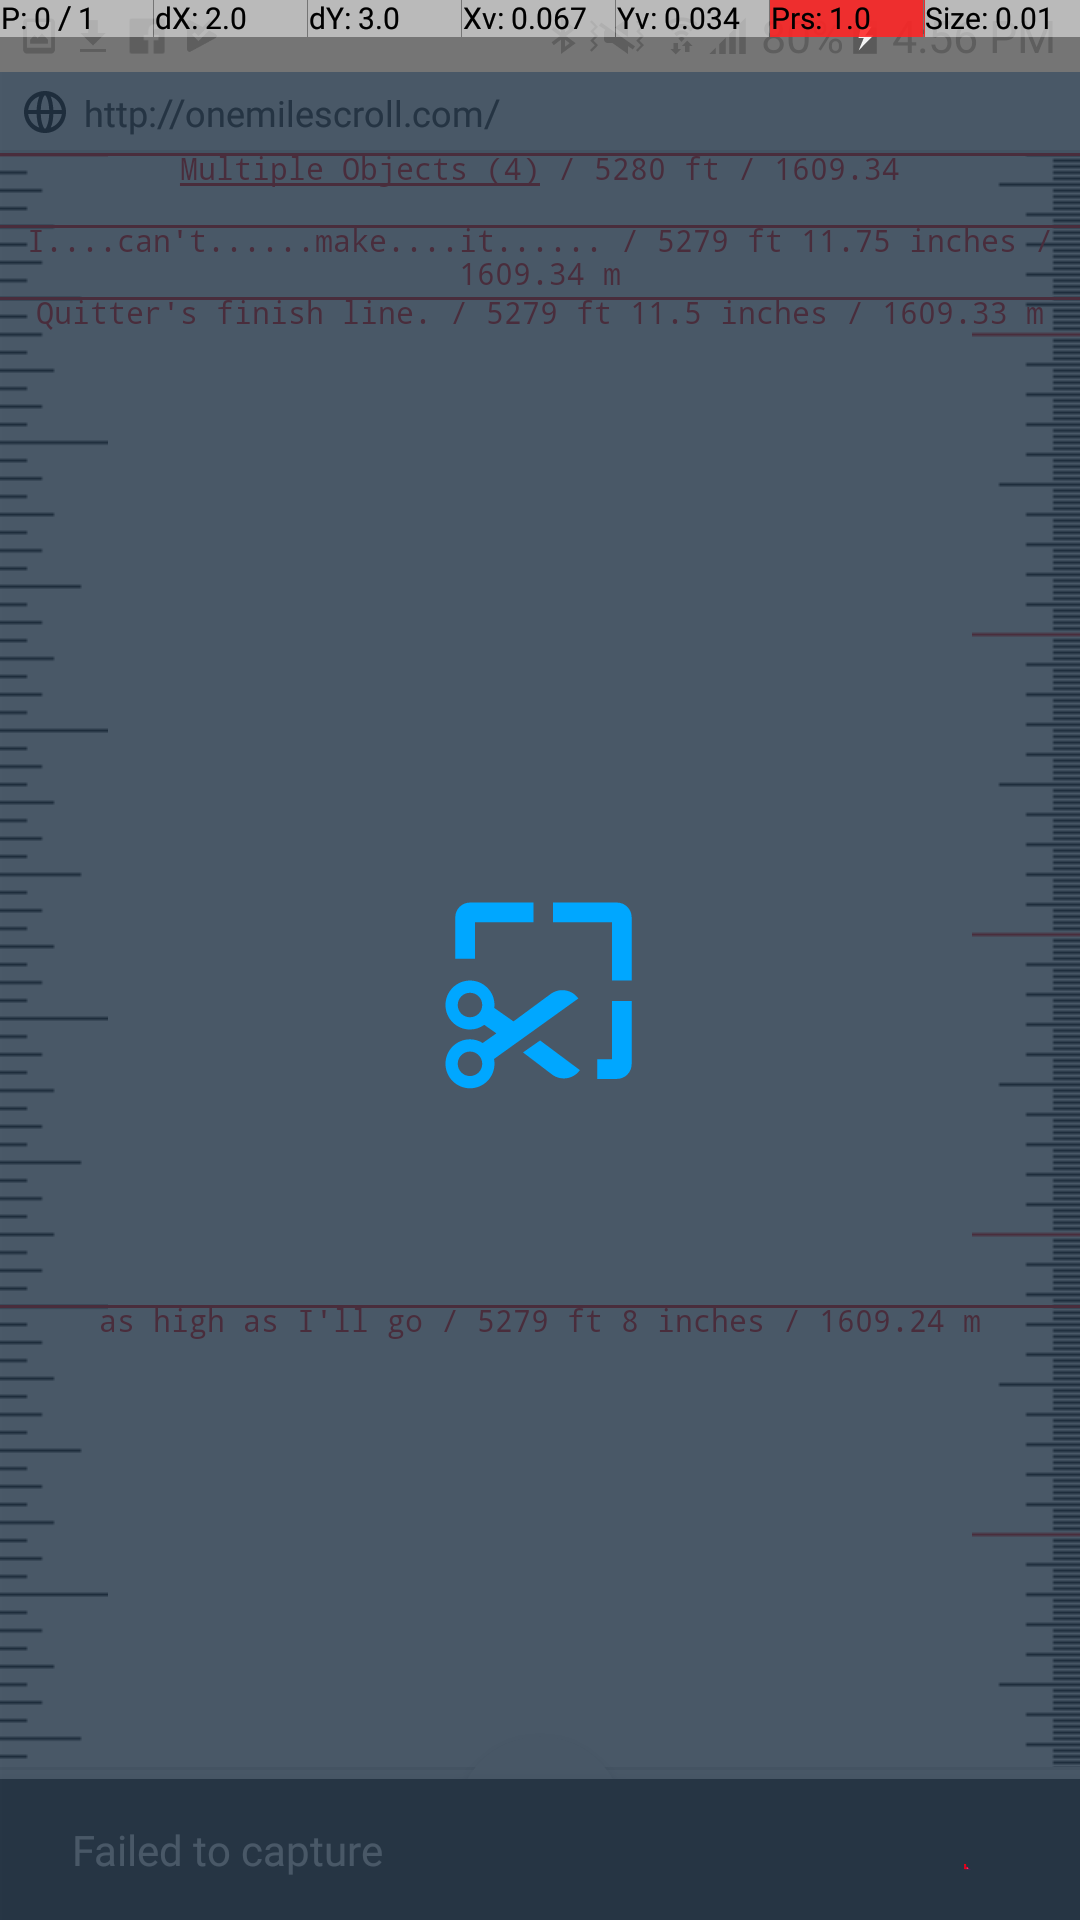 P: 0 / 1 dX: 2.0 dY: 3.0 Xv: 0.067 Yv: 0.034 Prs: 1.0 Size: 0.01
80% 4:56 PM
http://onemilescroll.com/
Multiple Objects (4) / 5280 ft / 1609.34
I....can't......make....it...... / 5279 ft 11.75 inches /
1609.34 m
Quitter's finish line. / 5279 ft 11.5 inches / 1609.33 m
as high as I'll go / 5279 ft 8 inches / 1609.24 m
Failed to capture